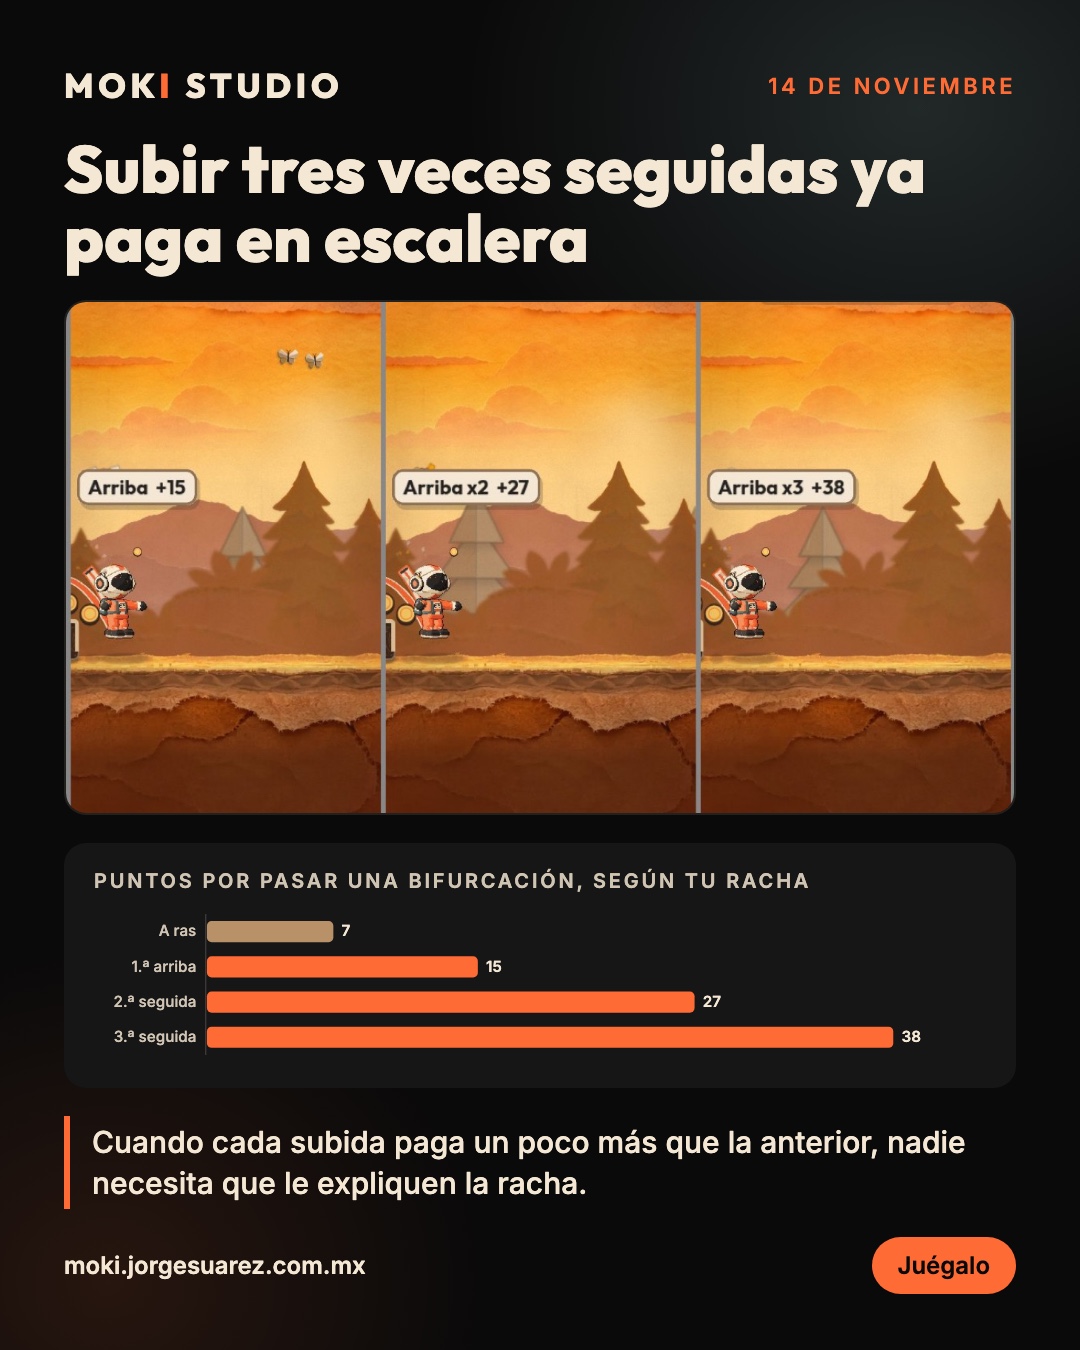 MOKI STUDIO
14 DE NOVIEMBRE
Subir tres veces seguidas ya
paga en escalera
Arriba +15
Arriba x2 +27
Arriba x3 +38
PUNTOS POR PASAR UNA BIFURCACIÓN, SEGÚN TU RACHA
A ras 7
1.ª arriba 15
2.ª seguida 27
3.ª seguida 38
Cuando cada subida paga un poco más que la anterior, nadie
necesita que le expliquen la racha.
moki.jorgesuarez.com.mx
Juégalo